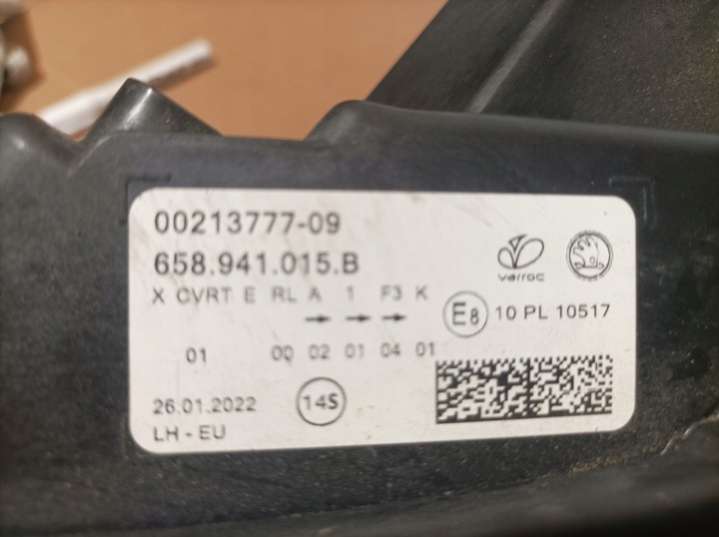 00213777-09
658.941.015.B
varroc
X CVRT E RL A 1 F3 K
E8 10 PL 10517
01 00 02 01 04 01
26.01.2022 14S
LH - EU